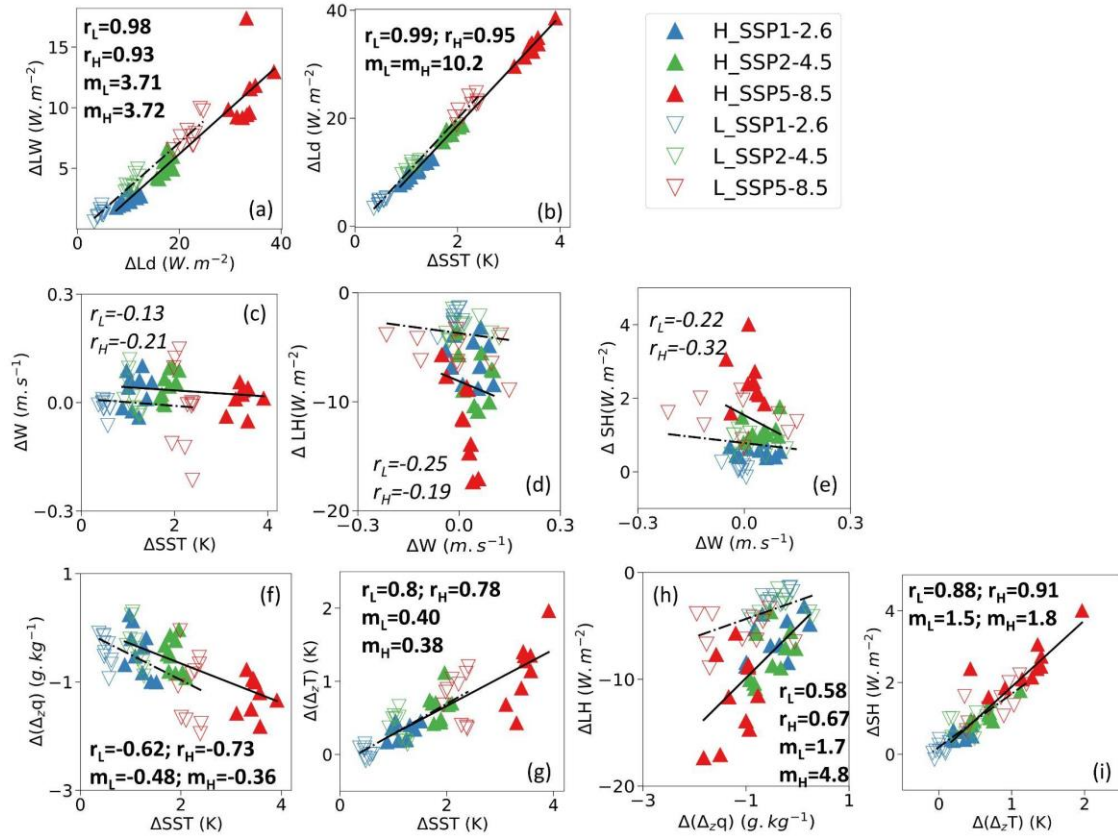 r_L=0.98
r_H=0.93
m_L=3.71
m_H=3.72
15
10
5
ΔLW (W. m⁻²)
0
20
40
ΔLd (W. m⁻²)
(a)
r_L=0.99; r_H=0.95
m_L=m_H=10.2
40
20
0
ΔLd (W. m⁻²)
0
2
4
ΔSST (K)
(b)
H_SSP1-2.6
H_SSP2-4.5
H_SSP5-8.5
L_SSP1-2.6
L_SSP2-4.5
L_SSP5-8.5
0.3
0.0
−0.3
ΔW (m. s⁻¹)
(c)
r_L=-0.13
r_H=-0.21
0
2
4
ΔSST (K)
0
−10
−20
Δ LH(W. m⁻²)
r_L=-0.25
r_H=-0.19
(d)
0.0
0.3
ΔW (m. s⁻¹)
4
2
0
Δ SH(W. m⁻²)
r_L=-0.22
r_H=-0.32
(e)
−0.3
0.0
0.3
ΔW (m. s⁻¹)
1
−1
−3
Δ(Δ_zq) (g. kg⁻¹)
(f)
r_L=-0.62; r_H=-0.73
m_L=-0.48; m_H=-0.36
0
2
4
ΔSST (K)
2
1
0
Δ(Δ_zT) (K)
r_L=0.8; r_H=0.78
m_L=0.40
m_H=0.38
(g)
0
2
4
ΔSST (K)
0
−10
−20
ΔLH (W. m⁻²)
(h)
r_L=0.58
r_H=0.67
m_L=1.7
m_H=4.8
−3
−1
1
Δ(Δ_zq) (g. kg⁻¹)
4
2
0
ΔSH (W. m⁻²)
r_L=0.88; r_H=0.91
m_L=1.5; m_H=1.8
(i)
0
1
2
Δ(Δ_zT) (K)